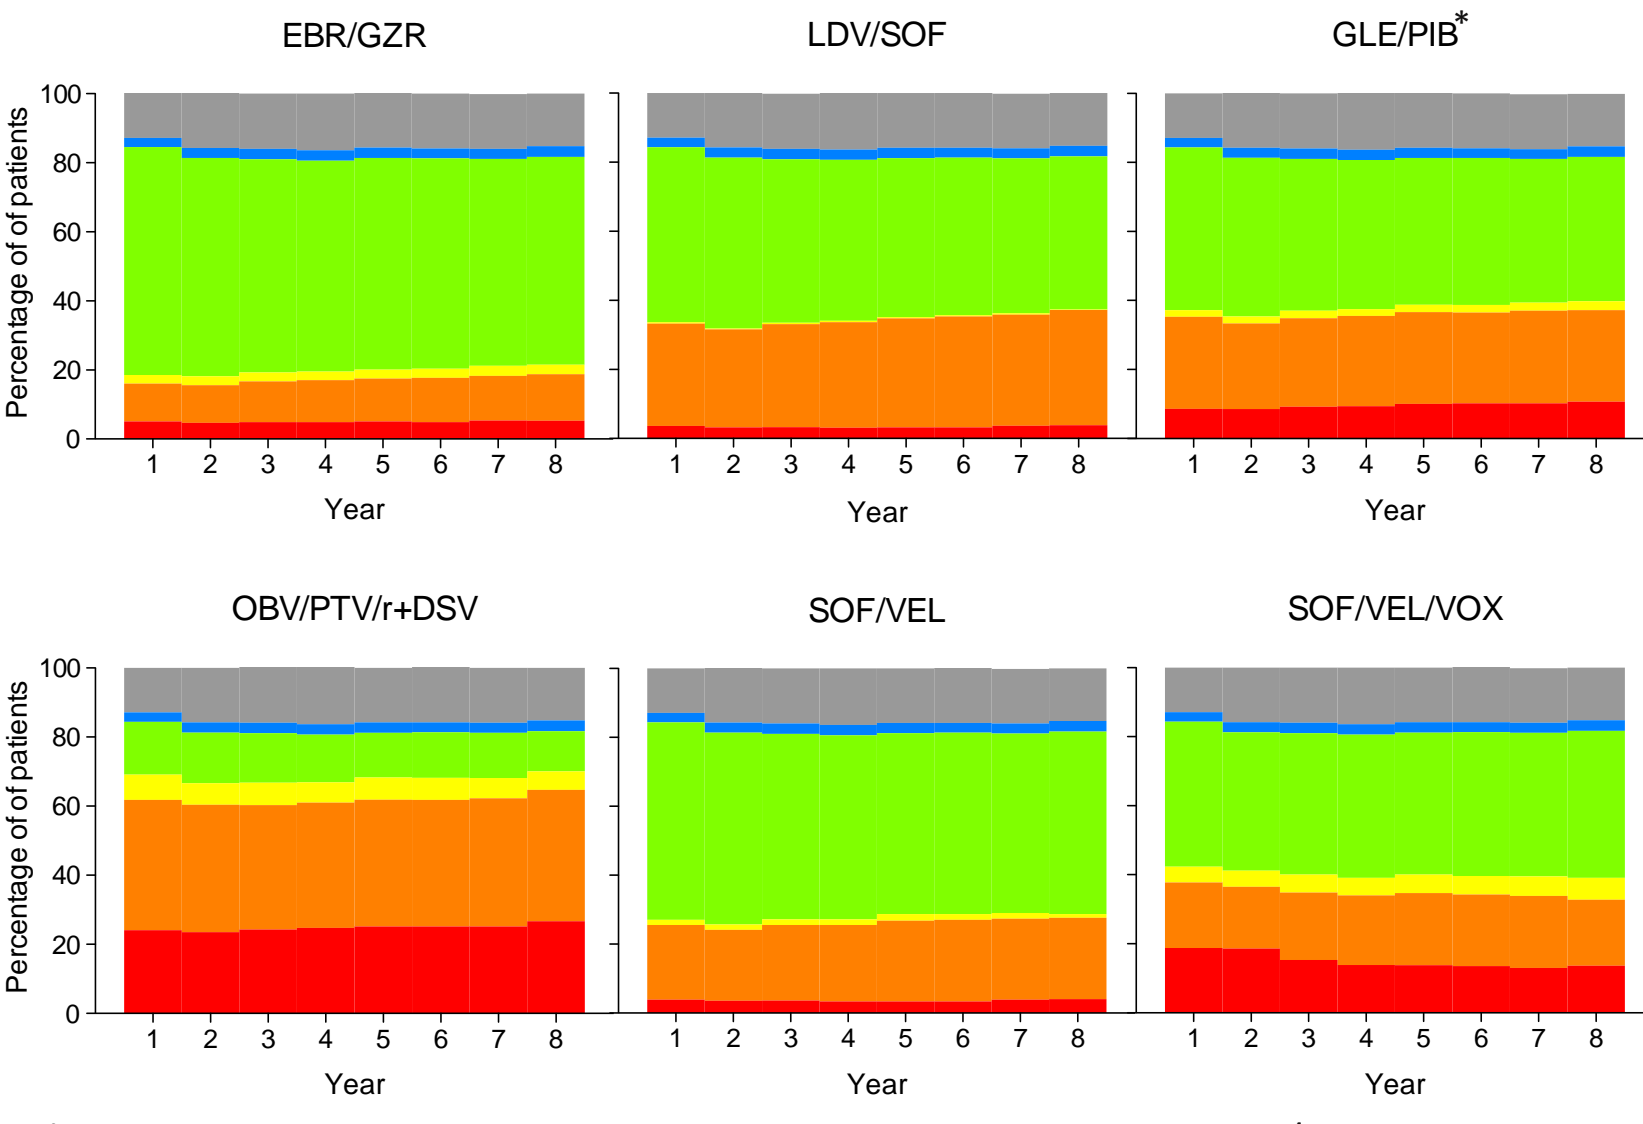 EBR/GZR LDV/SOF GLE/PIB*
Percentage of of patients
100
80
60
40
20
0
1 2 3 4 5 6 7 8 1 2 3 4 5 6 7 8 1 2 3 4 5 6 7 8
Year Year Year
OBV/PTV/r+DSV SOF/VEL SOF/VEL/VOX
Percentage of of patients
100
80
60
40
20
0
1 2 3 4 5 6 7 8 1 2 3 4 5 6 7 8 1 2 3 4 5 6 7 8
Year Year Year